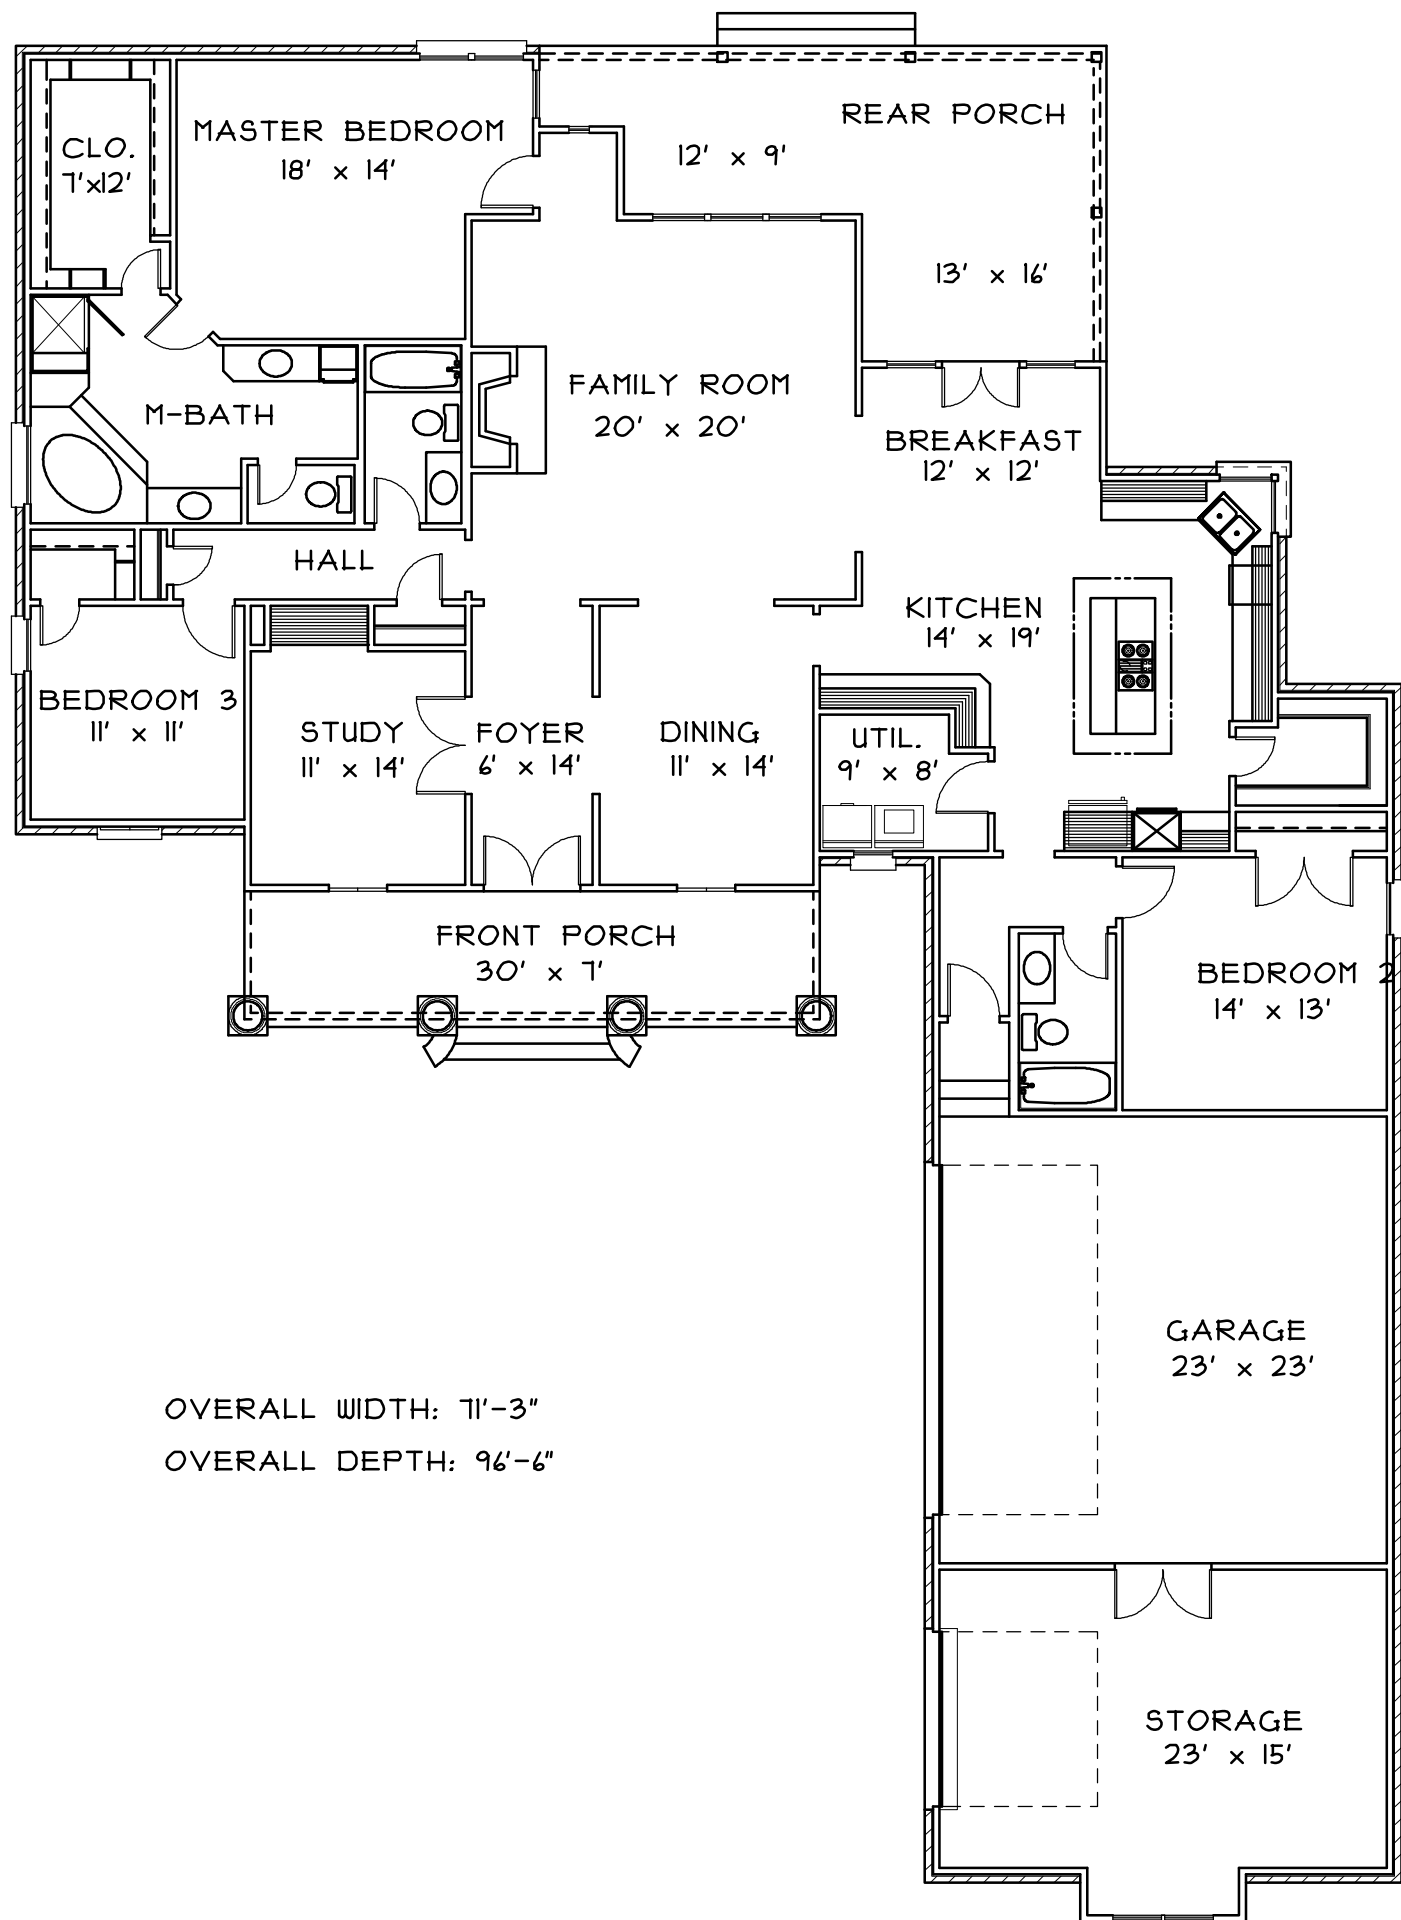 REAR PORCH
12' x 9'
13' x 16'
MASTER BEDROOM
18' x 14'
CLO.
7'x12'
FAMILY ROOM
20' x 20'
M-BATH
BREAKFAST
12' x 12'
HALL
KITCHEN
14' x 19'
BEDROOM 3
11' x 11'
STUDY
11' x 14'
FOYER
6' x 14'
DINING
11' x 14'
UTIL.
9' x 8'
FRONT PORCH
30' x 7'
BEDROOM 2
14' x 13'
GARAGE
23' x 23'
OVERALL WIDTH: 71'-3"
OVERALL DEPTH: 96'-6"
STORAGE
23' x 15'